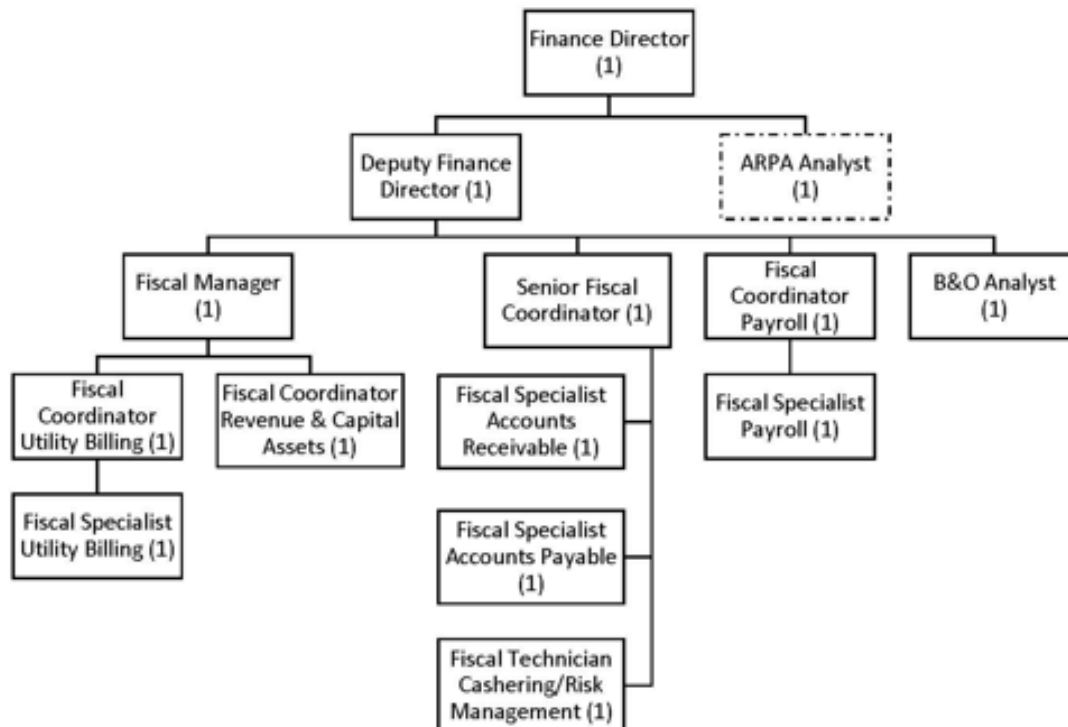 Finance Director
(1)
Deputy Finance
Director (1)
ARPA Analyst
(1)
Fiscal Manager
(1)
Senior Fiscal
Coordinator (1)
Fiscal
Coordinator
Payroll (1)
B&O Analyst
(1)
Fiscal
Coordinator
Utility Billing (1)
Fiscal Coordinator
Revenue & Capital
Assets (1)
Fiscal Specialist
Accounts
Receivable (1)
Fiscal Specialist
Payroll (1)
Fiscal Specialist
Utility Billing (1)
Fiscal Specialist
Accounts Payable
(1)
Fiscal Technician
Cashering/Risk
Management (1)